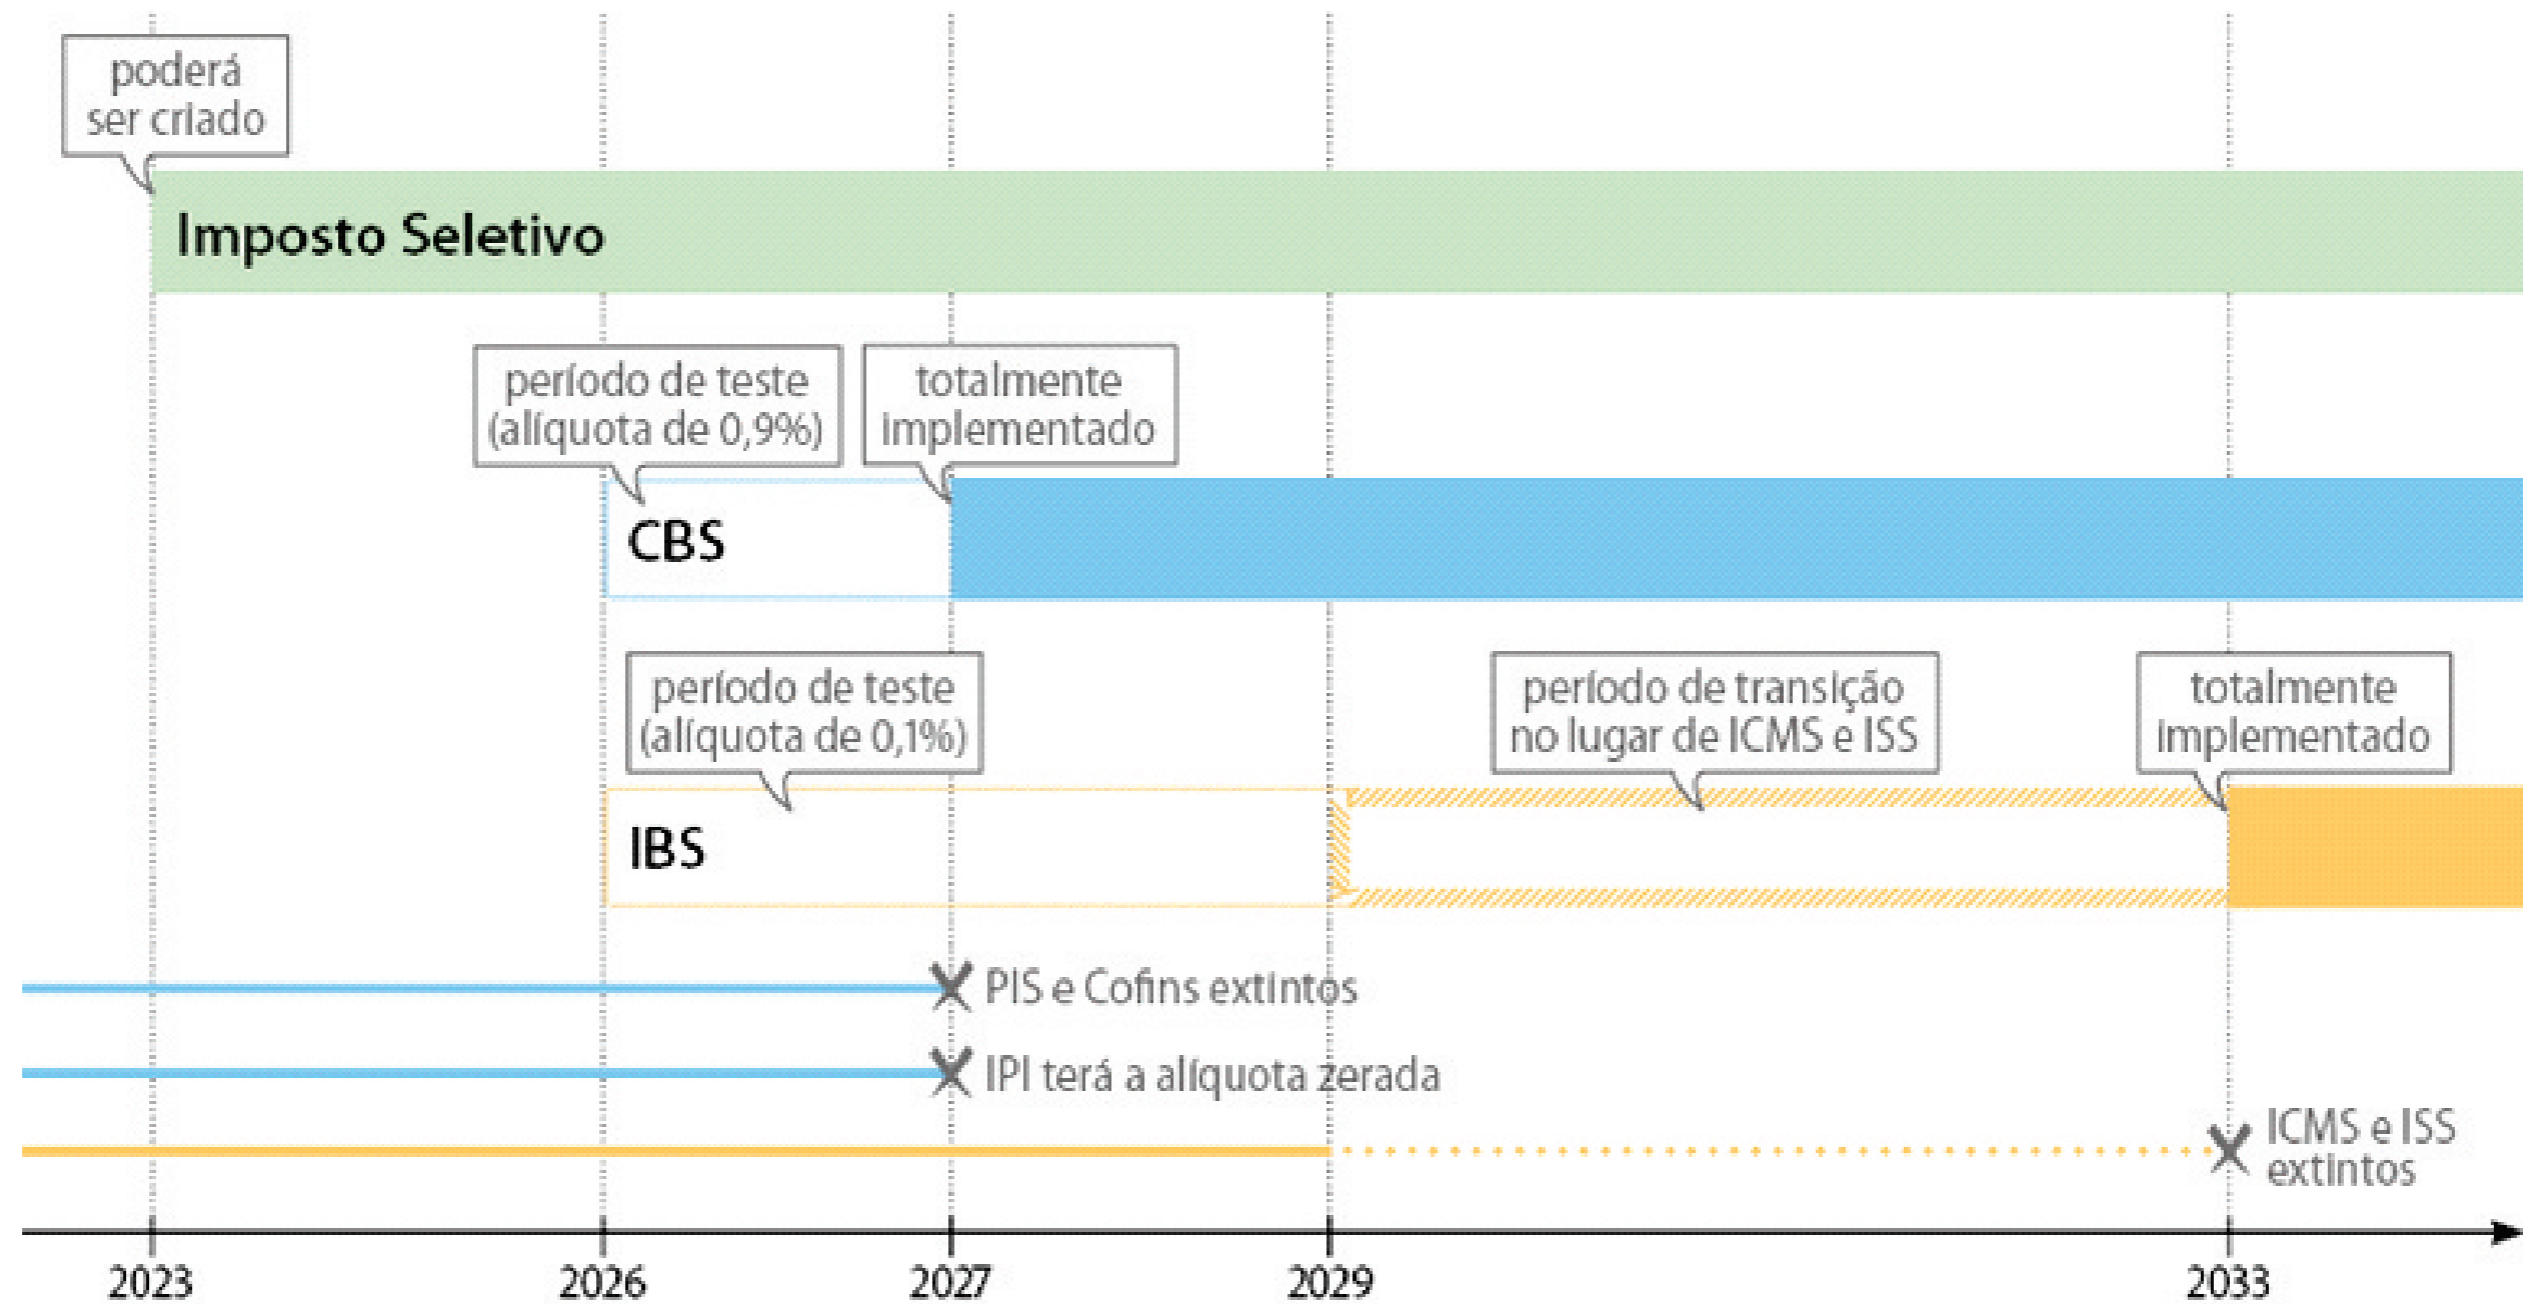 poderá
ser criado
Imposto Seletivo
período de teste
(alíquota de 0,9%)
totalmente
implementado
CBS
período de teste
(alíquota de 0,1%)
período de transição
no lugar de ICMS e ISS
totalmente
implementado
IBS
PIS e Cofins extintos
IPI terá a alíquota zerada
ICMS e ISS
extintos
2023
2026
2027
2029
2033